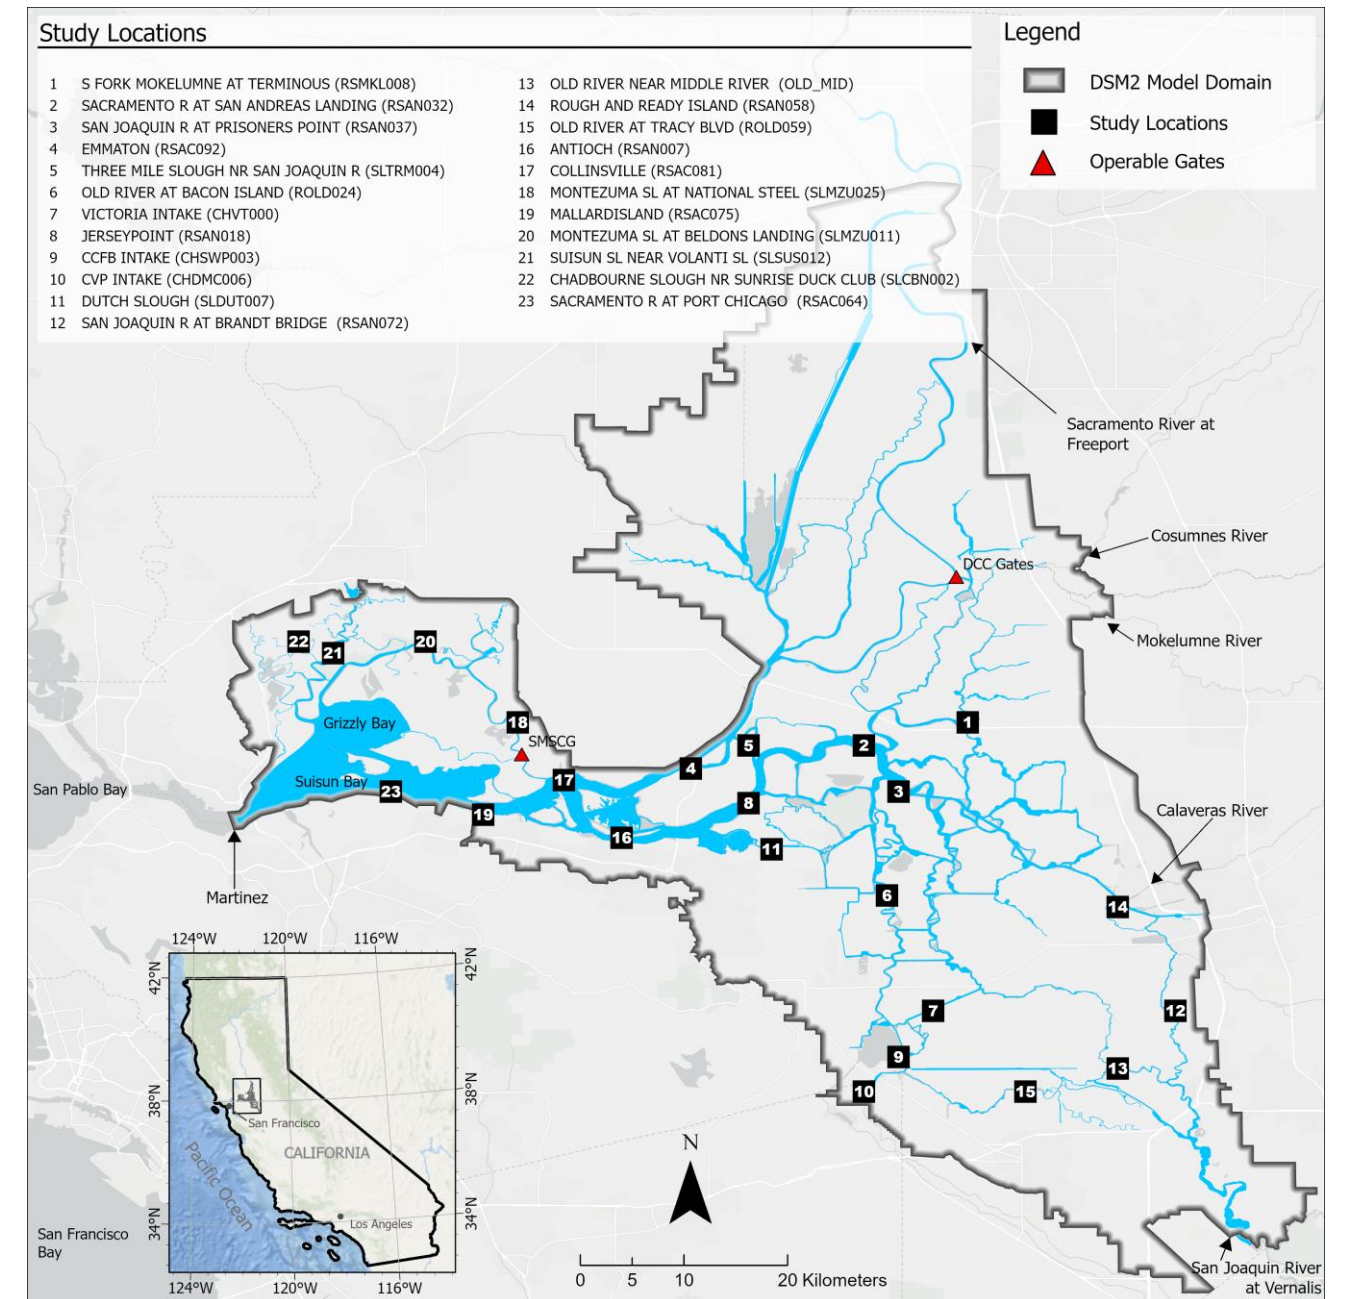 Study Locations
1 S FORK MOKELUMNE AT TERMINOUS (RSMKL008)
2 SACRAMENTO R AT SAN ANDREAS LANDING (RSAN032)
3 SAN JOAQUIN R AT PRISONERS POINT (RSAN037)
4 EMMATON (RSAC092)
5 THREE MILE SLOUGH NR SAN JOAQUIN R (SLTRM004)
6 OLD RIVER AT BACON ISLAND (ROLD024)
7 VICTORIA INTAKE (CHVT000)
8 JERSEYPOINT (RSAN018)
9 CCFB INTAKE (CHSWP003)
10 CVP INTAKE (CHDMC006)
11 DUTCH SLOUGH (SLDUT007)
12 SAN JOAQUIN R AT BRANDT BRIDGE (RSAN072)
13 OLD RIVER NEAR MIDDLE RIVER (OLD_MID)
14 ROUGH AND READY ISLAND (RSAN058)
15 OLD RIVER AT TRACY BLVD (ROLD059)
16 ANTIOCH (RSAN007)
17 COLLINSVILLE (RSAC081)
18 MONTEZUMA SL AT NATIONAL STEEL (SLMZU025)
19 MALLARDISLAND (RSAC075)
20 MONTEZUMA SL AT BELDONS LANDING (SLMZU011)
21 SUISUN SL NEAR VOLANTI SL (SLSUS012)
22 CHADBOURNE SLOUGH NR SUNRISE DUCK CLUB (SLCBN002)
23 SACRAMENTO R AT PORT CHICAGO (RSAC064)
Legend
DSM2 Model Domain
Study Locations
Operable Gates
Sacramento River at
Freeport
Cosumnes River
DCC Gates
Mokelumne River
22
21
20
18
1
Grizzly Bay
SMSCG
5
2
4
17
Suisun Bay
23
3
San Pablo Bay
8
19
16
Calaveras River
11
Martinez
6
14
7
12
9
13
10
15
124°W 120°W 116°W
42°N
42°N
38°N
38°N
San Francisco
CALIFORNIA
Pacific Ocean
34°N
34°N
Los Angeles
124°W 120°W 116°W
San Francisco
Bay
N
0 5 10 20 Kilometers
San Joaquin River
at Vernalis